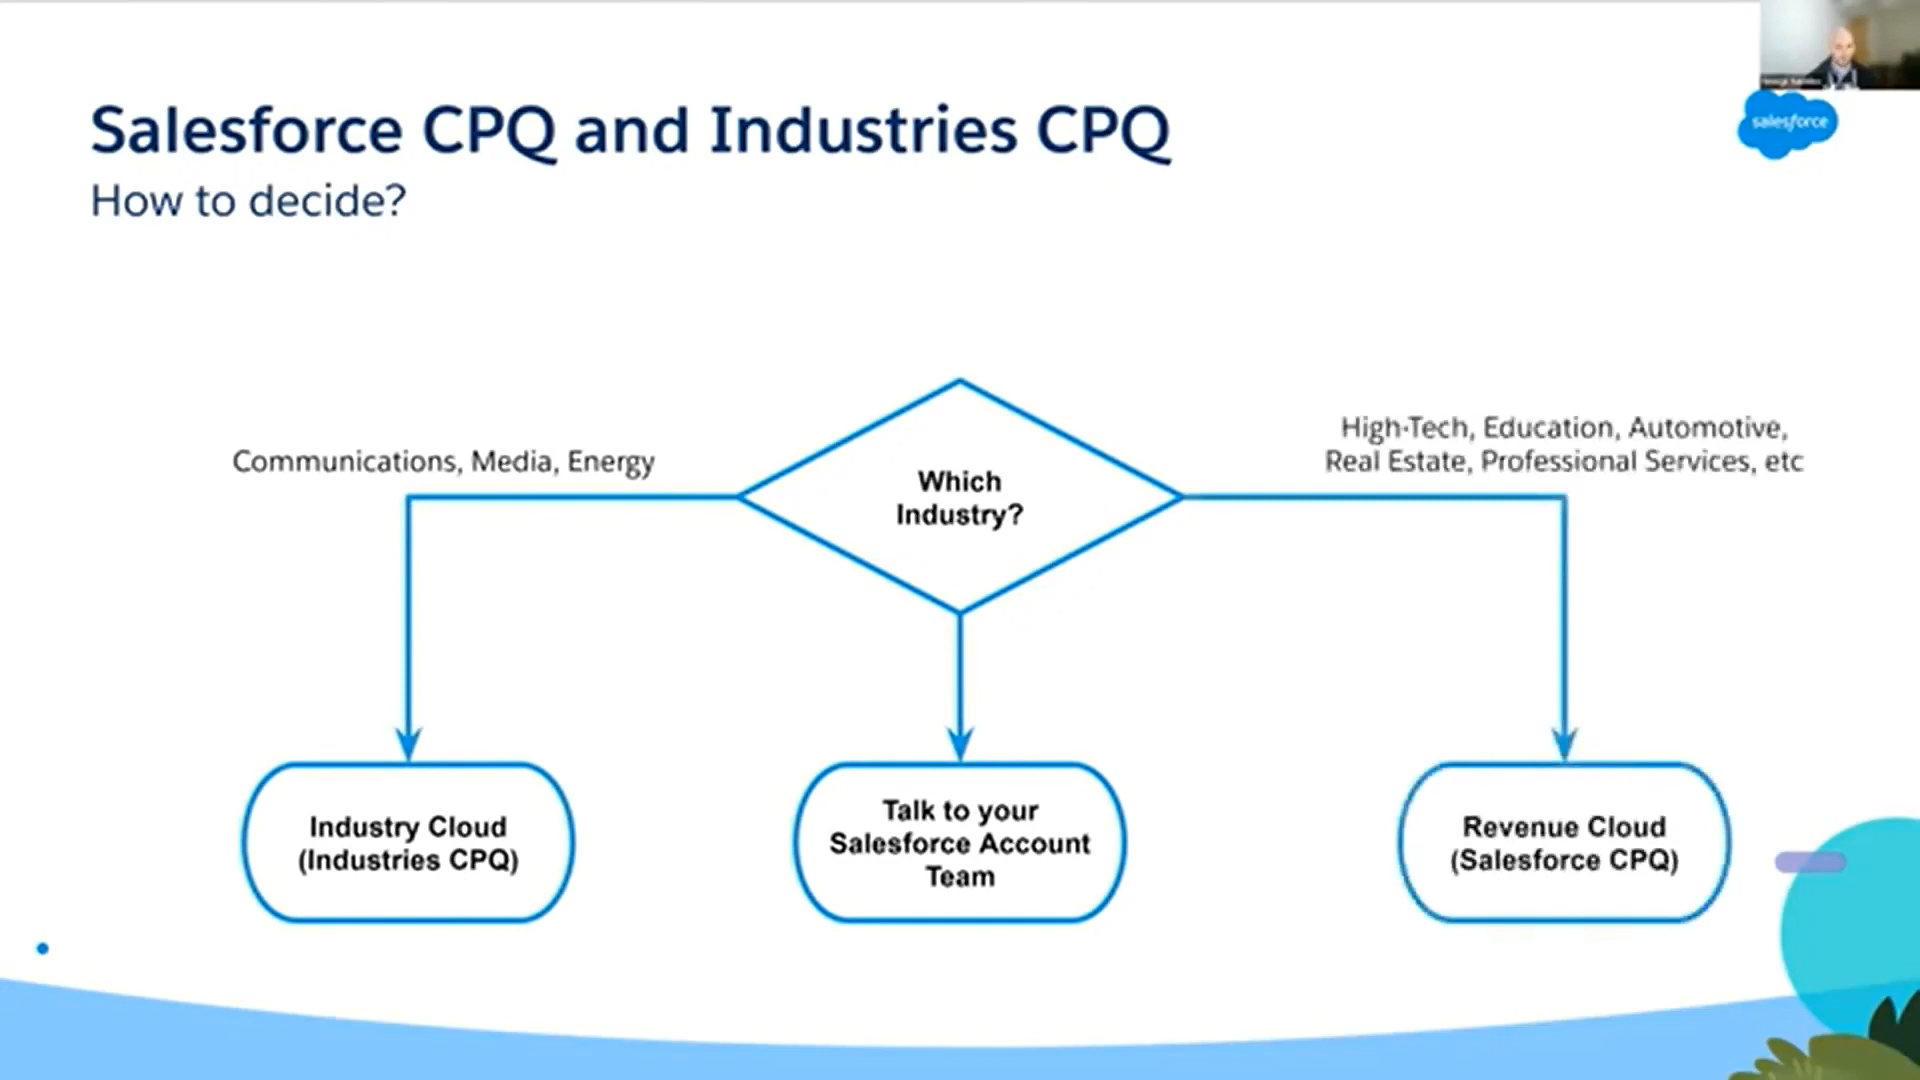 Salesforce CPQ and Industries CPQ
How to decide?
salesforce
Communications, Media, Energy
Which
Industry?
High-Tech, Education, Automotive,
Real Estate, Professional Services, etc
Industry Cloud
(Industries CPQ)
Talk to your
Salesforce Account
Team
Revenue Cloud
(Salesforce CPQ)